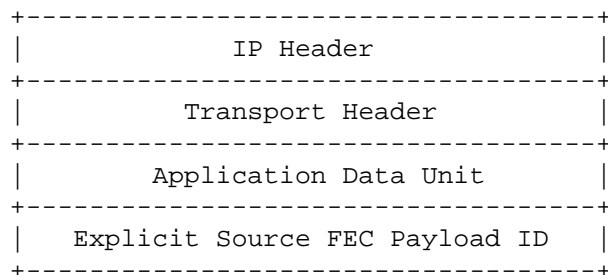 IP Header
Transport Header
Application Data Unit
Explicit Source FEC Payload ID